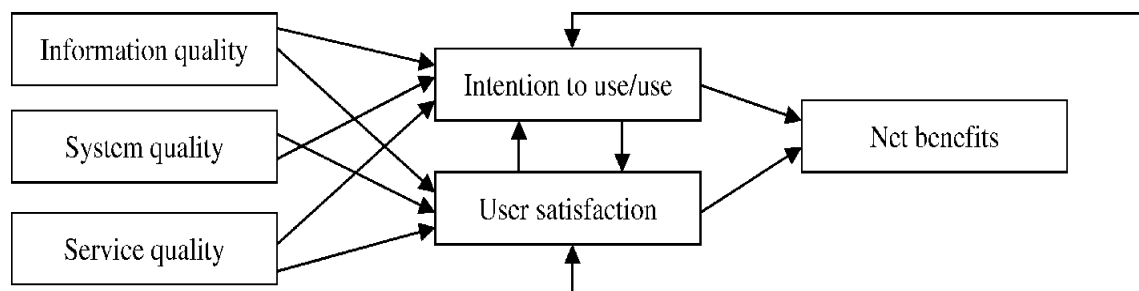 Information quality
Intention to use/use
System quality
Net benefits
User satisfaction
Service quality